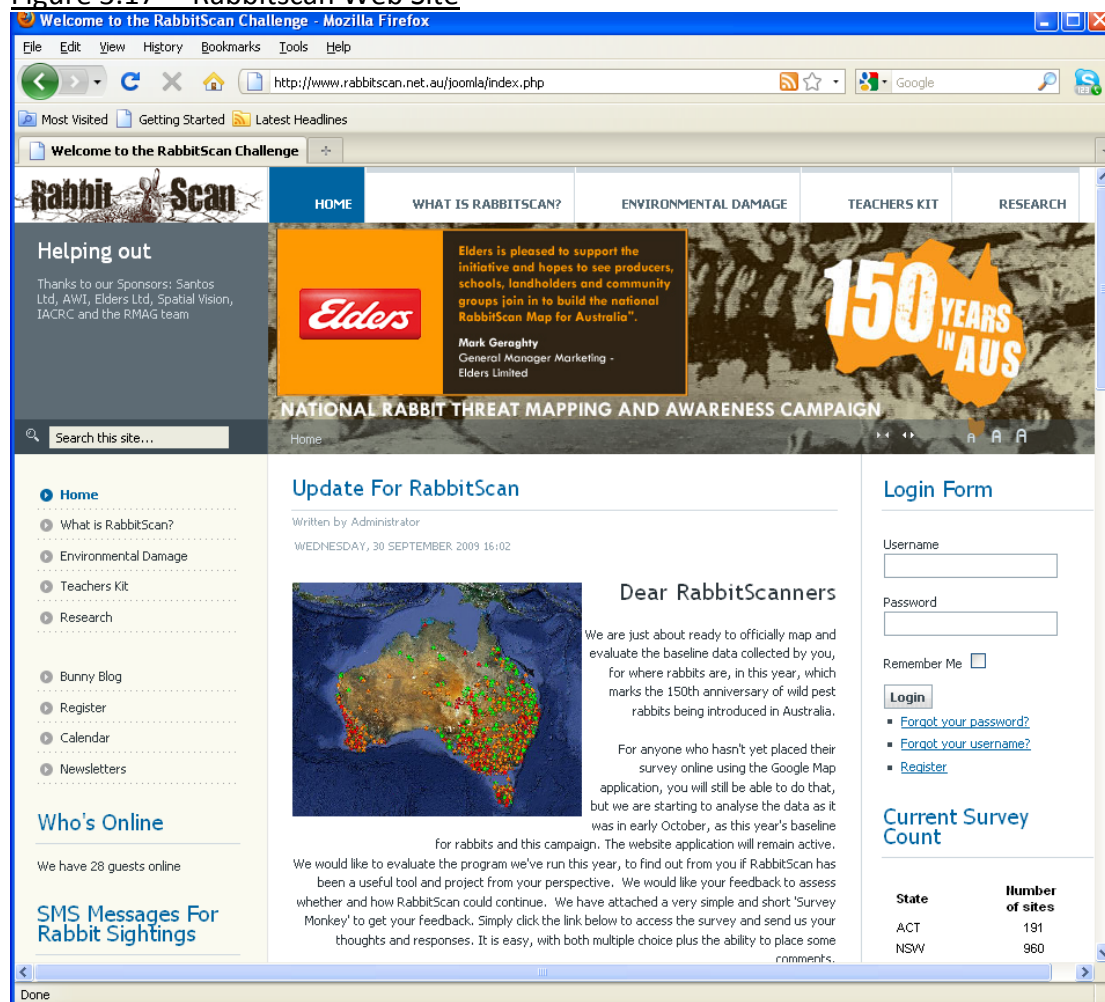 Figure 3.17 – Rabbitscan Web Site
Welcome to the RabbitScan Challenge - Mozilla Firefox
File Edit View History Bookmarks Tools Help
http://www.rabbitscan.net.au/joomla/index.php
Google
Most Visited Getting Started Latest Headlines
Welcome to the RabbitScan Challenge
Rabbit Scan
HOME WHAT IS RABBITSCAN? ENVIRONMENTAL DAMAGE TEACHERS KIT RESEARCH
Helping out
Thanks to our Sponsors: Santos
Ltd, AWI, Elders Ltd, Spatial Vision,
IACRC and the RMAG team
Search this site...
Elders
Elders is pleased to support the
initiative and hopes to see producers,
schools, landholders and community
groups join in to build the national
RabbitScan Map for Australia".
Mark Geraghty
General Manager Marketing -
Elders Limited
150 YEARS
IN AUS
NATIONAL RABBIT THREAT MAPPING AND AWARENESS CAMPAIGN
Home
A A A
Home
What is RabbitScan?
Environmental Damage
Teachers Kit
Research
Bunny Blog
Register
Calendar
Newsletters
Who's Online
We have 28 guests online
SMS Messages For
Rabbit Sightings
Update For RabbitScan
Written by Administrator
WEDNESDAY, 30 SEPTEMBER 2009 16:02
Dear RabbitScanners
We are just about ready to officially map and
evaluate the baseline data collected by you,
for where rabbits are, in this year, which
marks the 150th anniversary of wild pest
rabbits being introduced in Australia.
For anyone who hasn't yet placed their
survey online using the Google Map
application, you will still be able to do that,
but we are starting to analyse the data as it
was in early October, as this year's baseline
for rabbits and this campaign. The website application will remain active.
We would like to evaluate the program we've run this year, to find out from you if RabbitScan has
been a useful tool and project from your perspective. We would like your feedback to assess
whether and how RabbitScan could continue. We have attached a very simple and short 'Survey
Monkey' to get your feedback. Simply click the link below to access the survey and send us your
thoughts and responses. It is easy, with both multiple choice plus the ability to place some
comments.
Login Form
Username
Password
Remember Me
Login
Forgot your password?
Forgot your username?
Register
Current Survey
Count
State Number of sites
ACT 191
NSW 960
Done